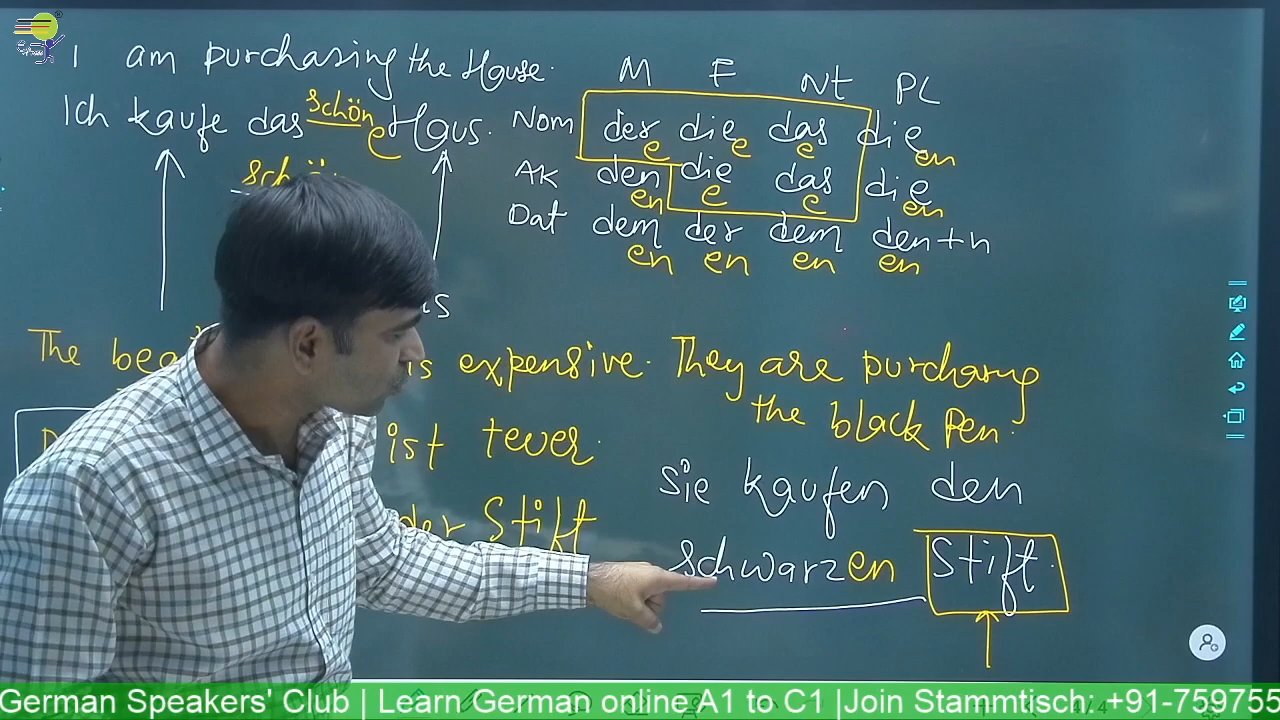 I am purchasing the House.
Ich kaufe das schöne Haus.
schön
M F Nt PL
Nom der die das die
e e e en
AK den die das die
en e e en
Dat dem der dem den+n
en en en en
The is expensive.
ist tever.
der Stift
They are purchasing
the black Pen.
Sie kaufen den
schwarzen Stift.
German Speakers' Club | Learn German online A1 to C1 | Join Stammtisch: +91-759755